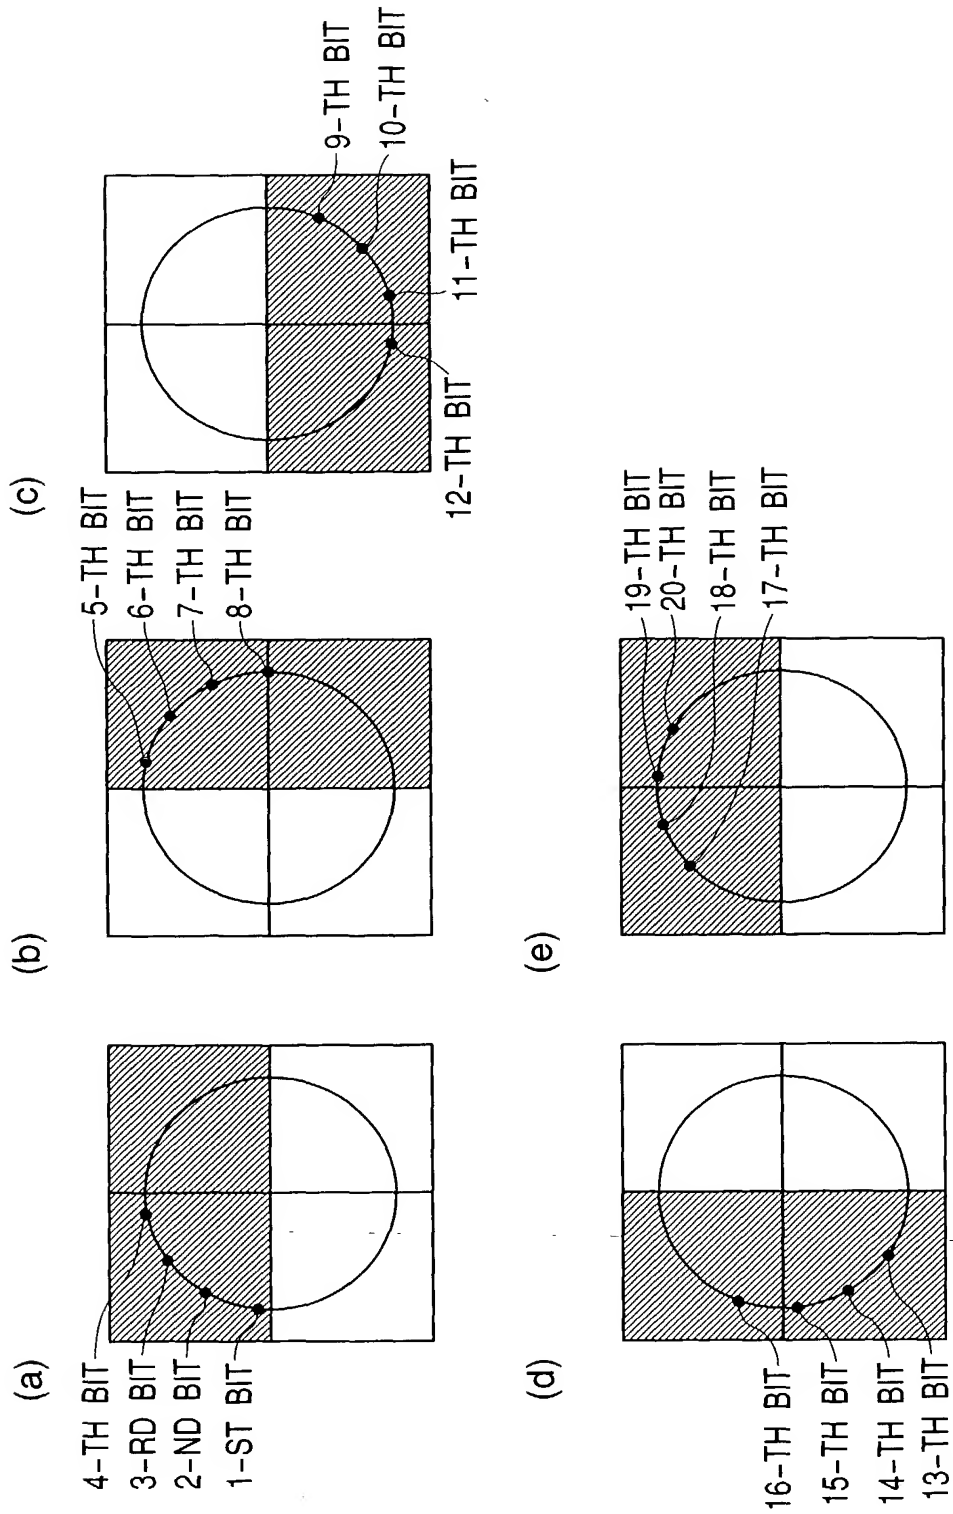 (a)
4-TH BIT
3-RD BIT
2-ND BIT
1-ST BIT
(b)
5-TH BIT
6-TH BIT
7-TH BIT
8-TH BIT
(c)
9-TH BIT
10-TH BIT
11-TH BIT
12-TH BIT
(d)
16-TH BIT
15-TH BIT
14-TH BIT
13-TH BIT
(e)
19-TH BIT
20-TH BIT
18-TH BIT
17-TH BIT